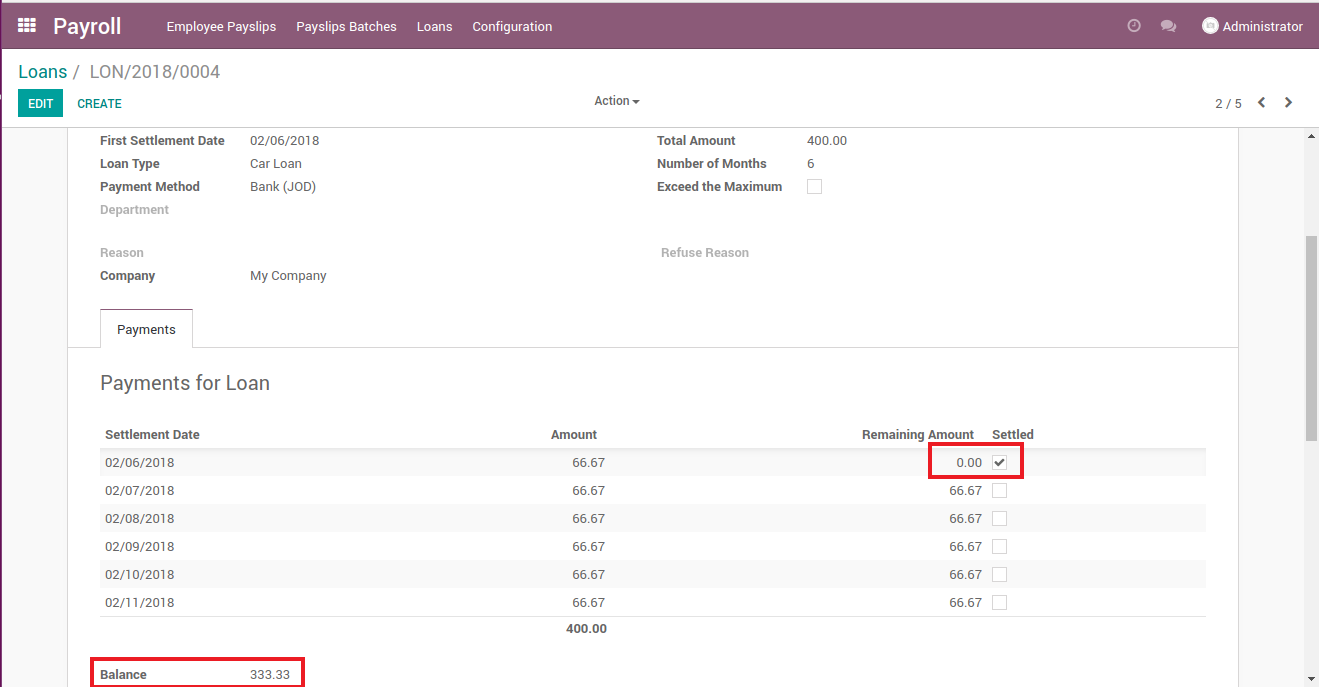 Payroll Employee Payslips Payslips Batches Loans Configuration Administrator
Loans / LON/2018/0004
EDIT CREATE Action 2 / 5
First Settlement Date 02/06/2018 Total Amount 400.00
Loan Type Car Loan Number of Months 6
Payment Method Bank (JOD) Exceed the Maximum
Department
Reason Refuse Reason
Company My Company
Payments
Payments for Loan
Settlement Date Amount Remaining Amount Settled
02/06/2018 66.67 0.00
02/07/2018 66.67 66.67
02/08/2018 66.67 66.67
02/09/2018 66.67 66.67
02/10/2018 66.67 66.67
02/11/2018 66.67 66.67
400.00
Balance 333.33